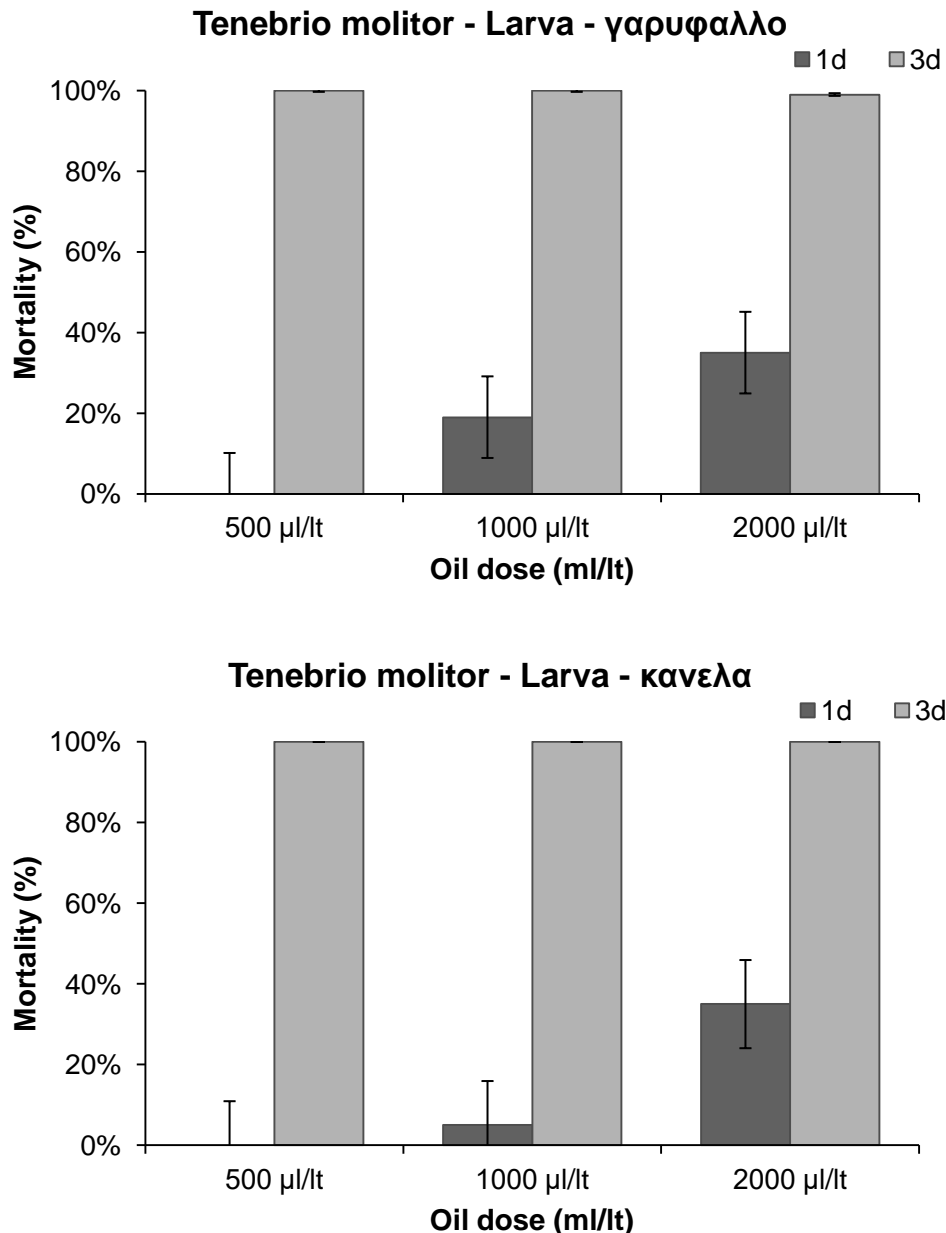 Tenebrio molitor - Larva - γαρυφαλλο
1d 3d
100%
80%
60%
40%
20%
0%
Mortality (%)
500 μl/lt 1000 μl/lt 2000 μl/lt
Oil dose (ml/lt)
Tenebrio molitor - Larva - κανελα
1d 3d
100%
80%
60%
40%
20%
0%
Mortality (%)
500 μl/lt 1000 μl/lt 2000 μl/lt
Oil dose (ml/lt)